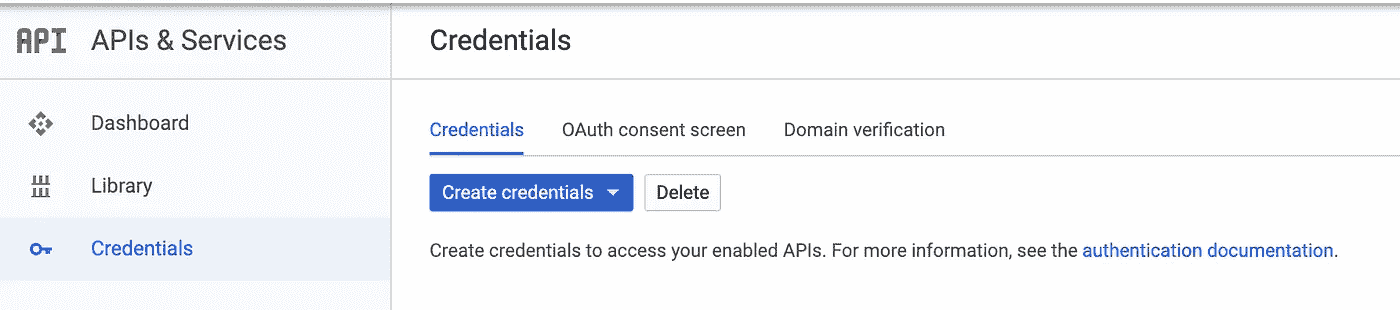 API APIs & Services
Credentials
Dashboard
Library
Credentials
Credentials OAuth consent screen Domain verification
Create credentials Delete
Create credentials to access your enabled APIs. For more information, see the authentication documentation.